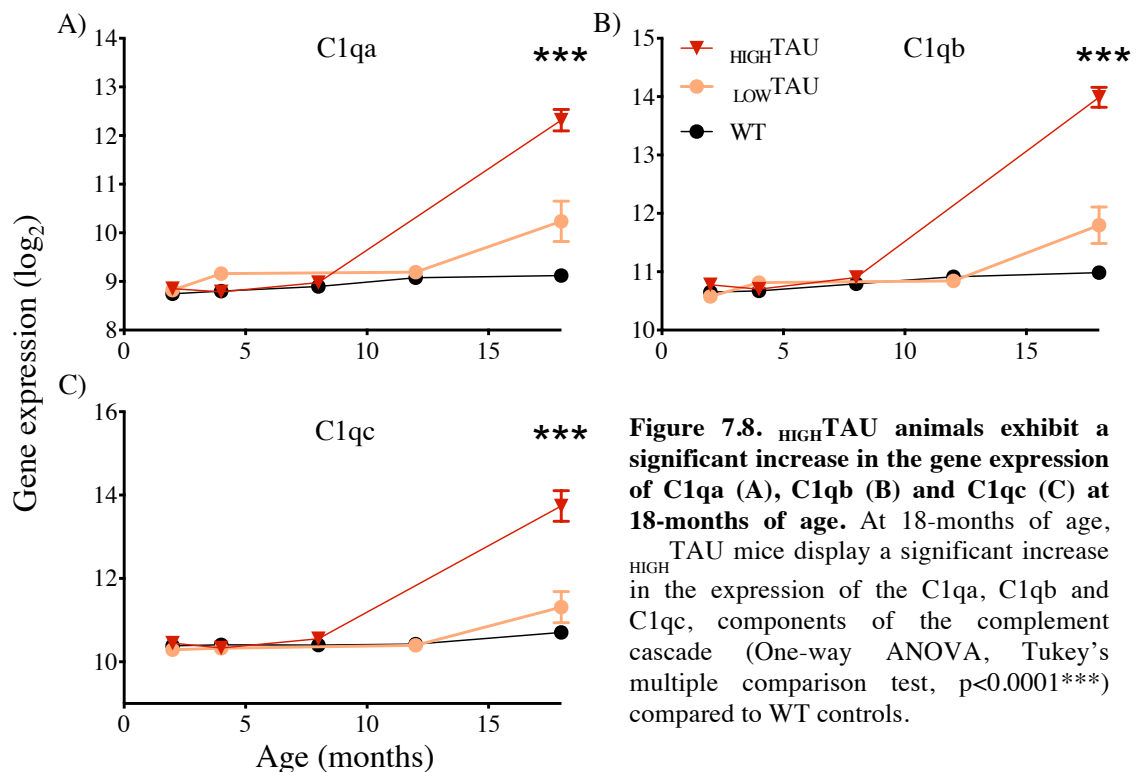 A)
C1qa
***
14
13
12
11
10
9
8
0
5
10
15
B)
C1qb
***
HIGHTAU
LOWTAU
WT
15
14
13
12
11
10
0
5
10
15
C)
C1qc
***
16
14
12
10
0
5
10
15
Gene expression (log2)
Age (months)
Figure 7.8. HIGHTAU animals exhibit a
significant increase in the gene expression
of C1qa (A), C1qb (B) and C1qc (C) at
18-months of age. At 18-months of age,
HIGHTAU mice display a significant increase
in the expression of the C1qa, C1qb and
C1qc, components of the complement
cascade (One-way ANOVA, Tukey's
multiple comparison test, p<0.0001***)
compared to WT controls.